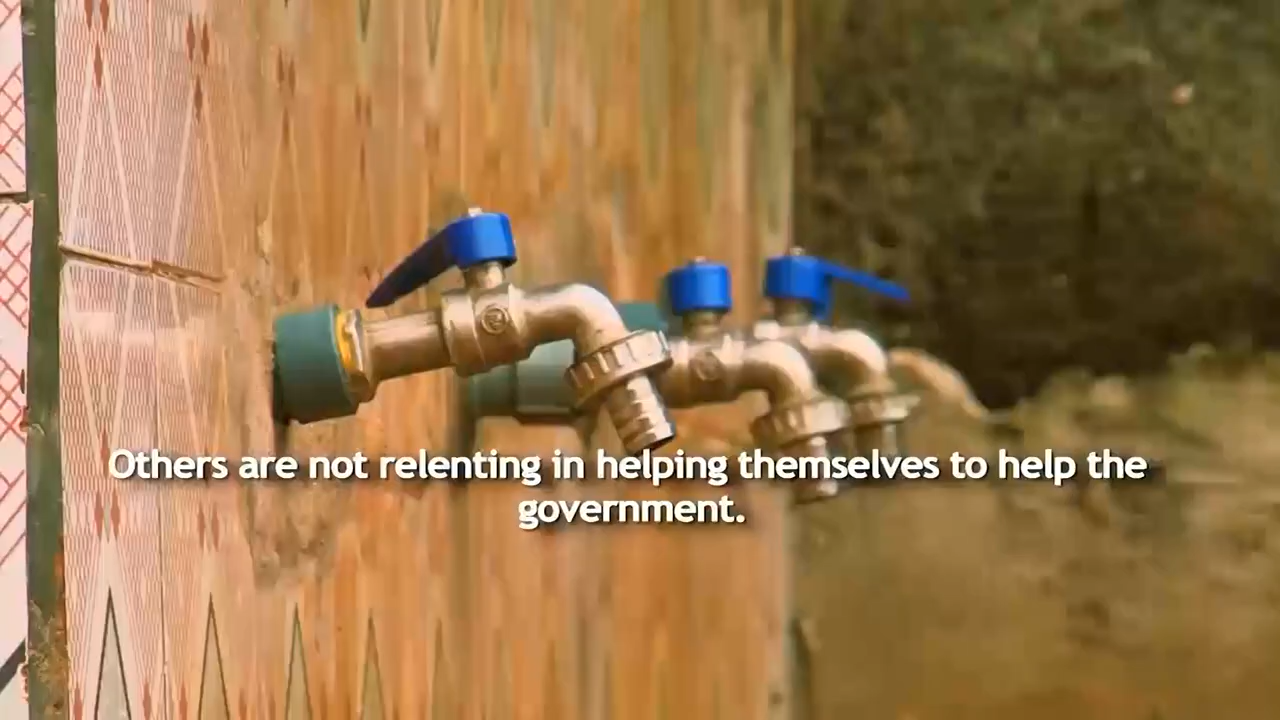 Others are not relenting in helping themselves to help the
government.